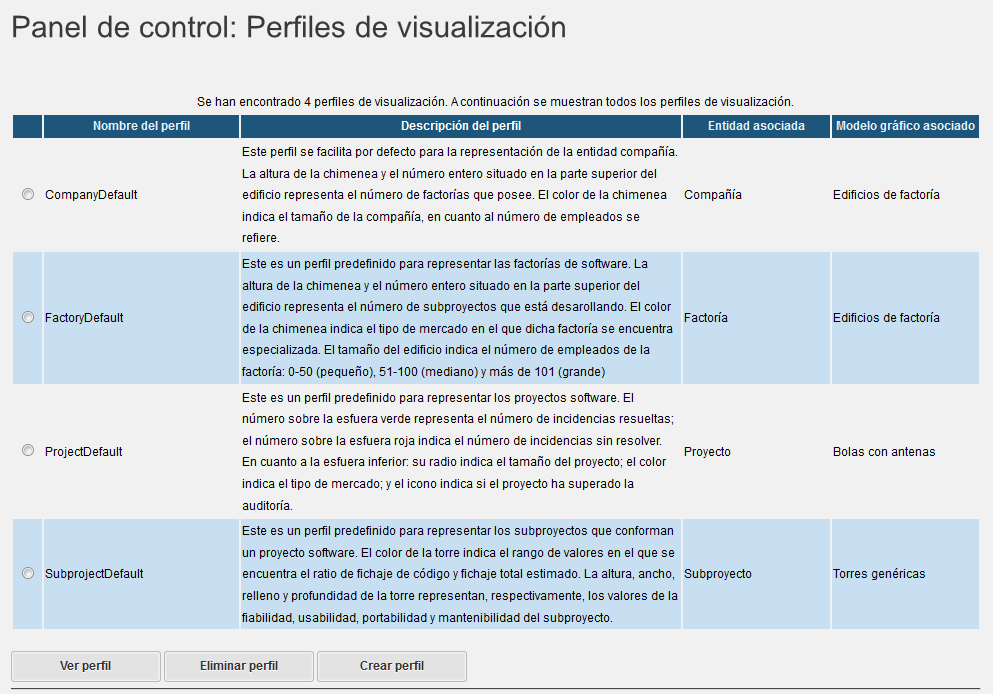 Panel de control: Perfiles de visualización
Se han encontrado 4 perfiles de visualización. A continuación se muestran todos los perfiles de visualización.
Nombre del perfil Descripción del perfil Entidad asociada Modelo gráfico asociado
Este perfil se facilita por defecto para la representación de la entidad compañía.
La altura de la chimenea y el número entero situado en la parte superior del
CompanyDefault edificio representa el número de factorías que posee. El color de la chimenea Compañía Edificios de factoría
indica el tamaño de la compañía, en cuanto al número de empleados se
refiere.
Este es un perfil predefinido para representar las factorías de software. La
altura de la chimenea y el número entero situado en la parte superior del
edificio representa el número de subproyectos que está desarollando. El color
FactoryDefault de la chimenea indica el tipo de mercado en el que dicha factoría se encuentra Factoría Edificios de factoría
especializada. El tamaño del edificio indica el número de empleados de la
factoría: 0-50 (pequeño), 51-100 (mediano) y más de 101 (grande)
Este es un perfil predefinido para representar los proyectos software. El
número sobre la esfuera verde representa el número de incidencias resueltas;
el número sobre la esfuera roja indica el número de incidencias sin resolver.
ProjectDefault En cuanto a la esfuera inferior: su radio indica el tamaño del proyecto; el color Proyecto Bolas con antenas
indica el tipo de mercado; y el icono indica si el proyecto ha superado la
auditoría.
Este es un perfil predefinido para representar los subproyectos que conforman
un proyecto software. El color de la torre indica el rango de valores en el que se
SubprojectDefault encuentra el ratio de fichaje de código y fichaje total estimado. La altura, ancho, Subproyecto Torres genéricas
relleno y profundidad de la torre representan, respectivamente, los valores de la
fiabilidad, usabilidad, portabilidad y mantenibilidad del subproyecto.
Ver perfil Eliminar perfil Crear perfil